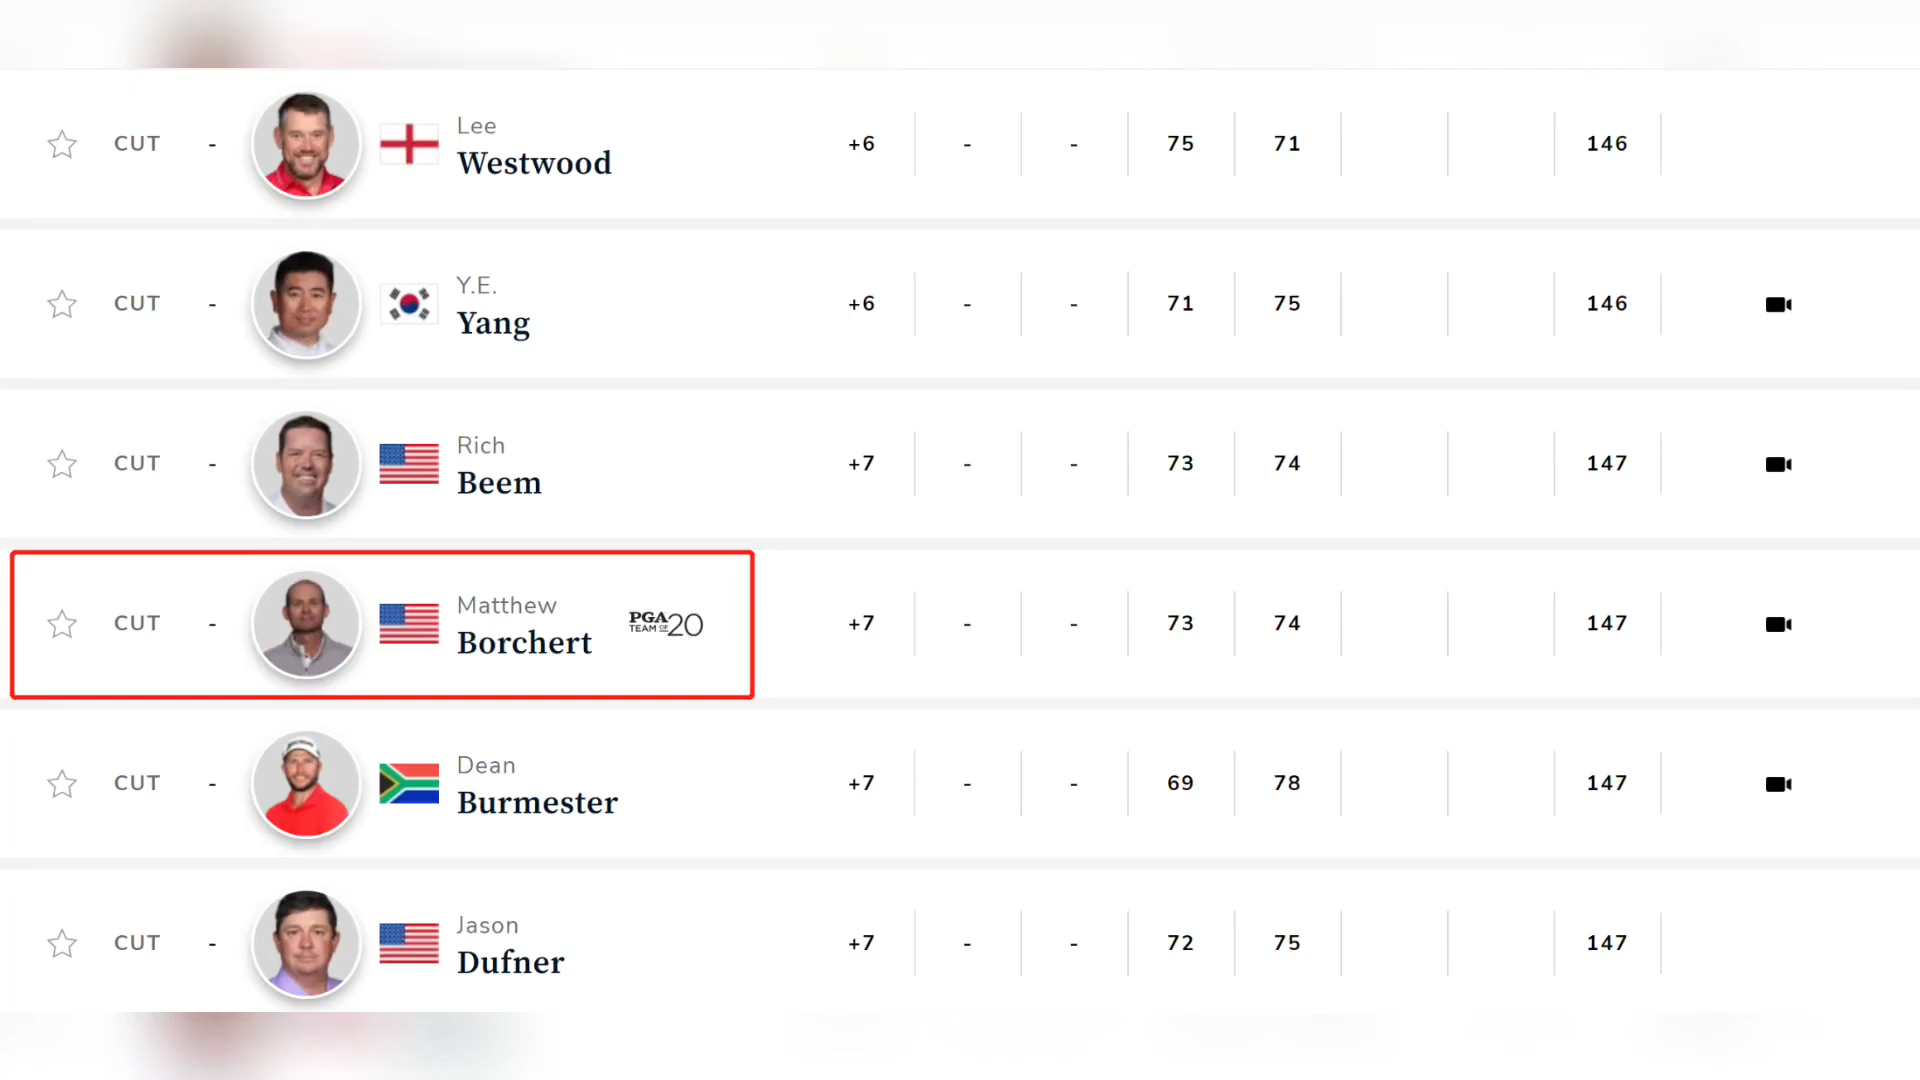 CUT - Lee Westwood +6 - - 75 71 146
CUT - Y.E. Yang +6 - - 71 75 146
CUT - Rich Beem +7 - - 73 74 147
CUT - Matthew Borchert PGA TEAM OF 20 +7 - - 73 74 147
CUT - Dean Burmester +7 - - 69 78 147
CUT - Jason Dufner +7 - - 72 75 147